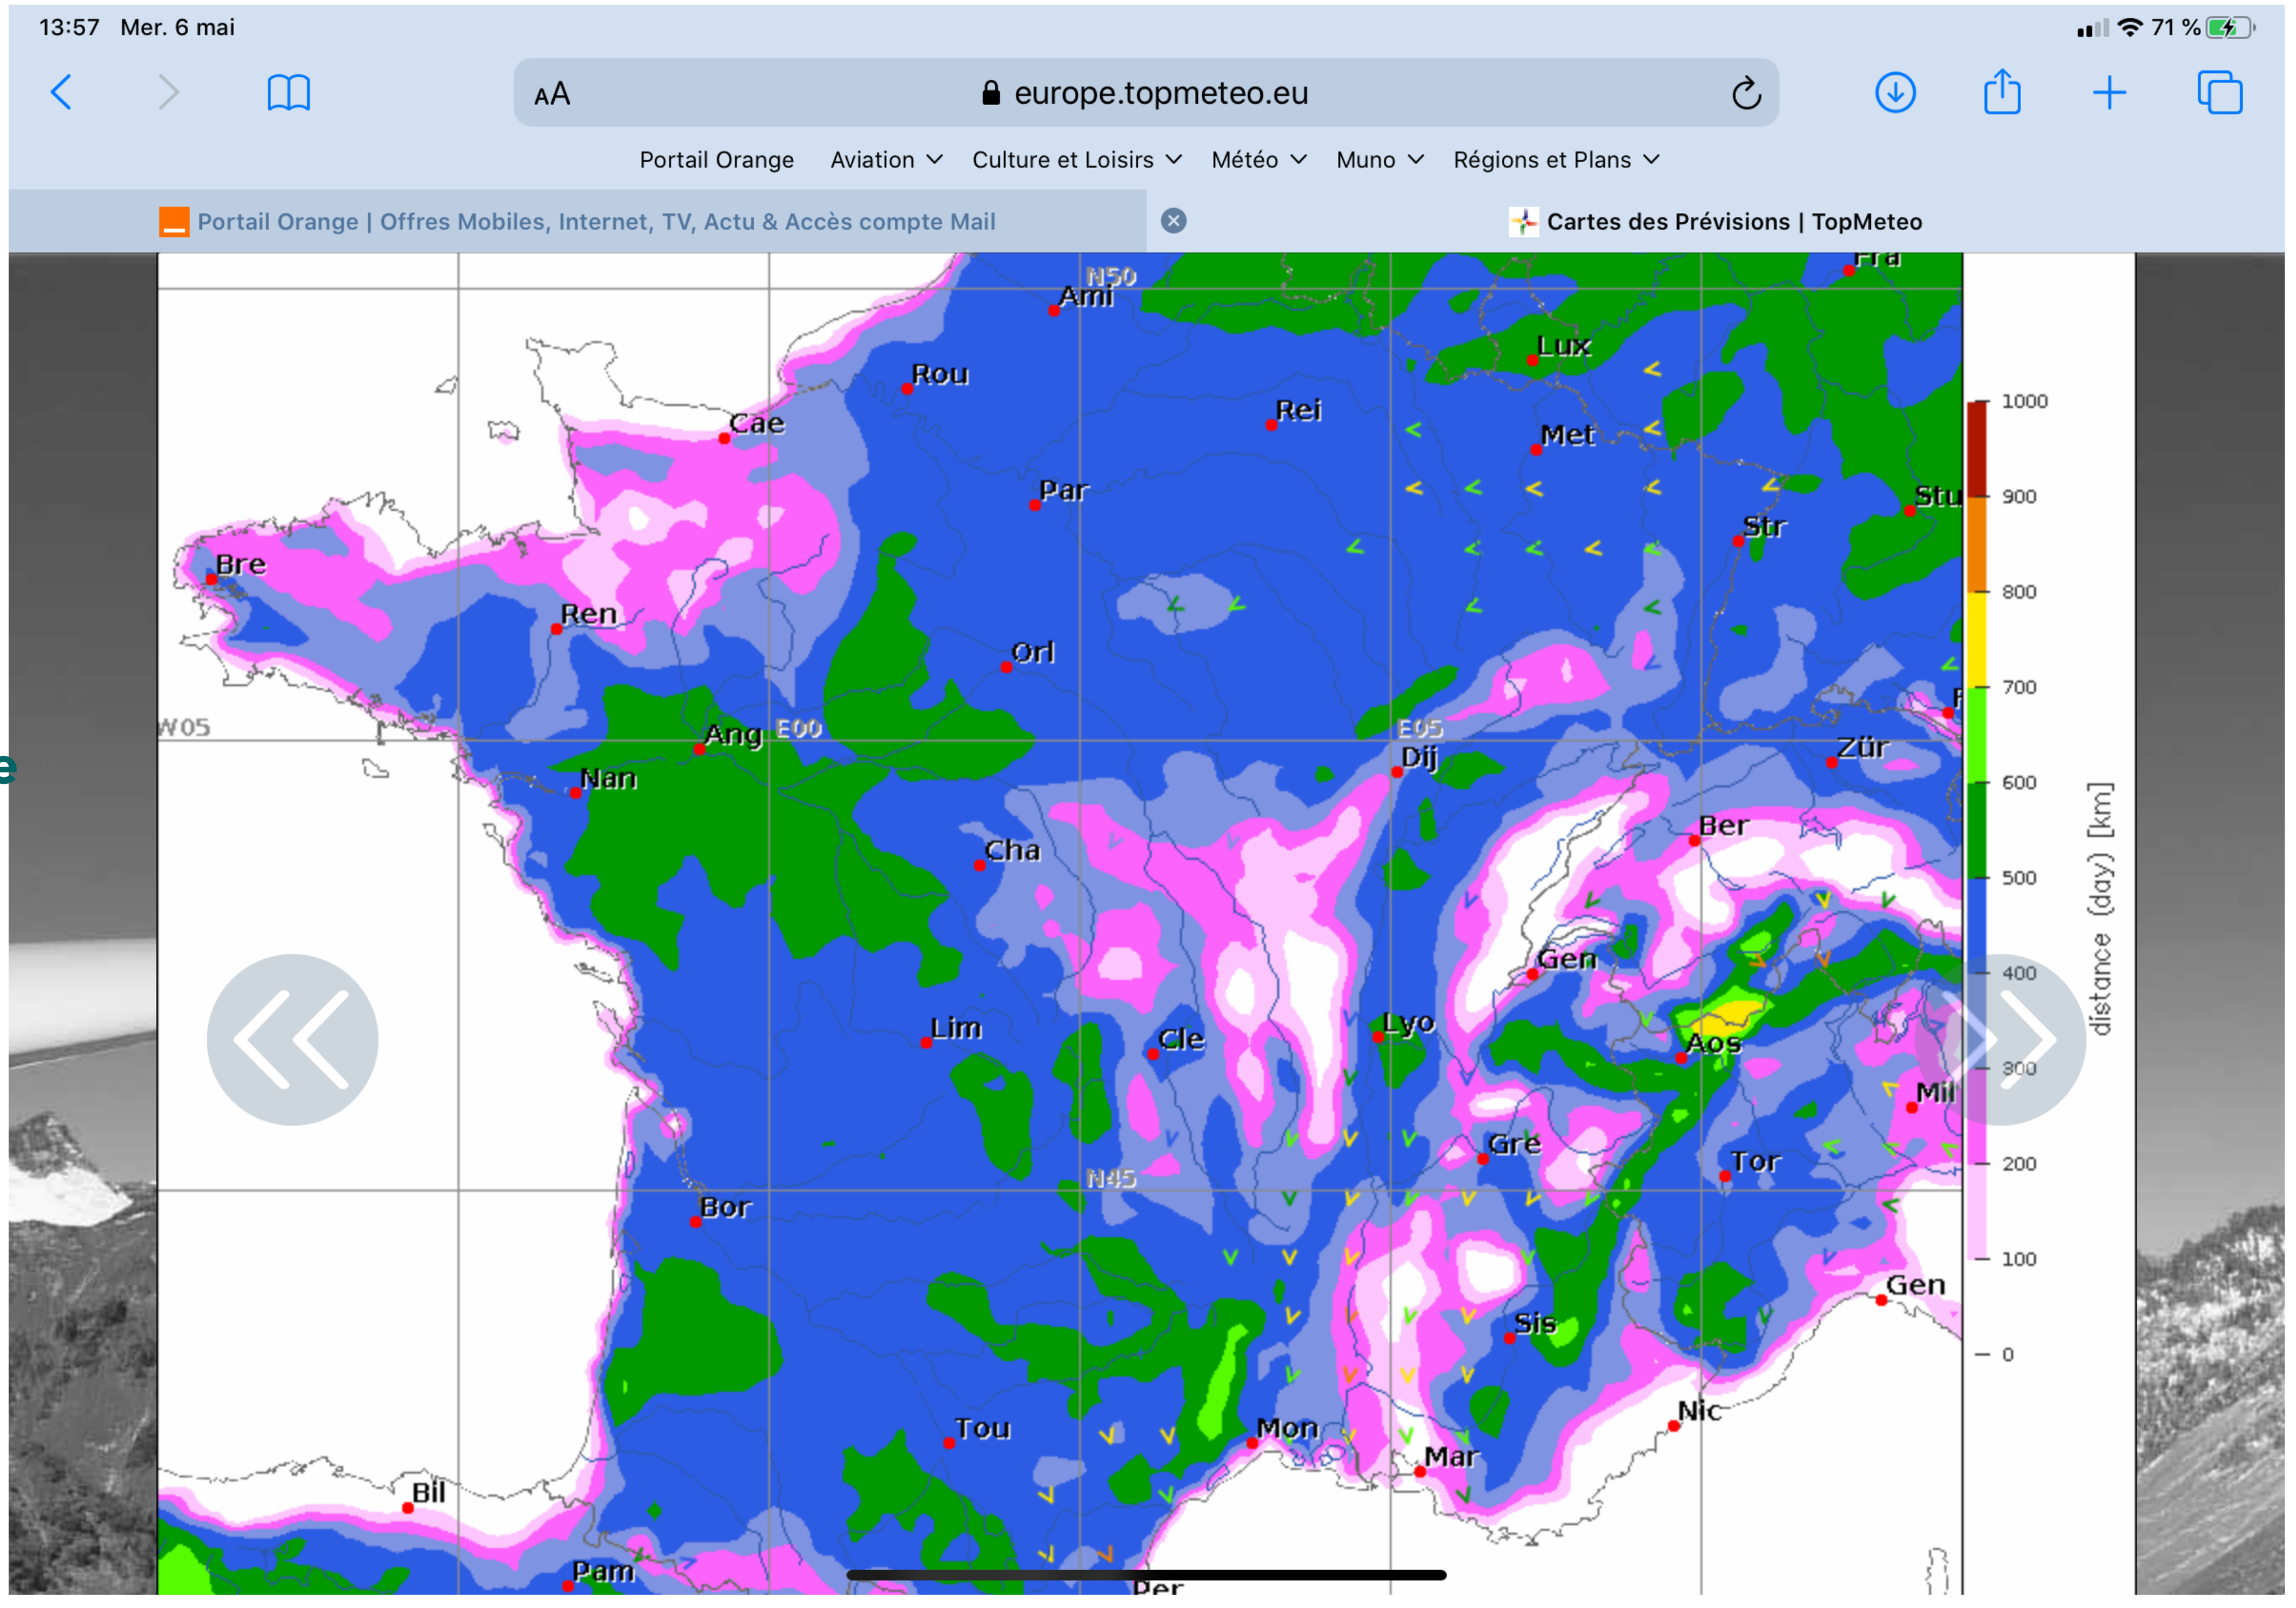 13:57 Mer. 6 mai
71 %
AA europe.topmeteo.eu
Portail Orange Aviation Culture et Loisirs Météo Muno Régions et Plans
Portail Orange | Offres Mobiles, Internet, TV, Actu & Accès compte Mail
Cartes des Prévisions | TopMeteo
Fra
N50
Ami
Lux
Rou
1000
Cae
Rei
Met
Par
900
Stu
Str
Bre
800
Ren
Orl
700
W05
Ang
E00
E05
Dij
Zür
e
Nan
600
Ber
Cha
500
Gen
400
Lim
Cle
Lyo
Aos
300
Mil
Gre
Tor
200
N45
Bor
100
Gen
Sis
0
Nic
Tou
Mon
Mar
Bil
Pam
Per
distance (day) [km]